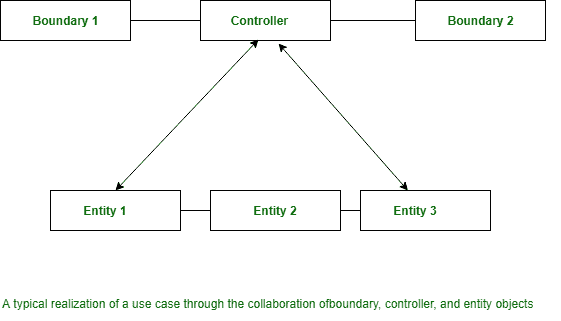 Boundary 1
Controller
Boundary 2
Entity 1
Entity 2
Entity 3
A typical realization of a use case through the collaboration ofboundary, controller, and entity objects